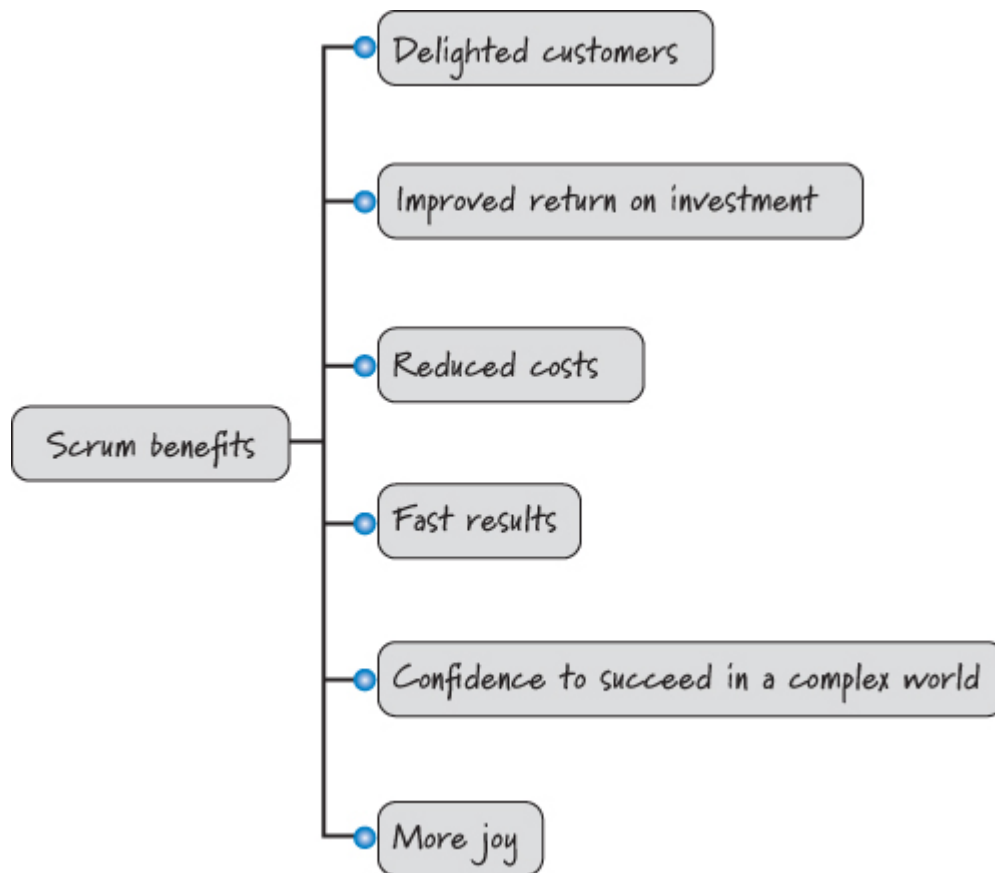 Delighted customers
Improved return on investment
Reduced costs
Scrum benefits
Fast results
Confidence to succeed in a complex world
More joy